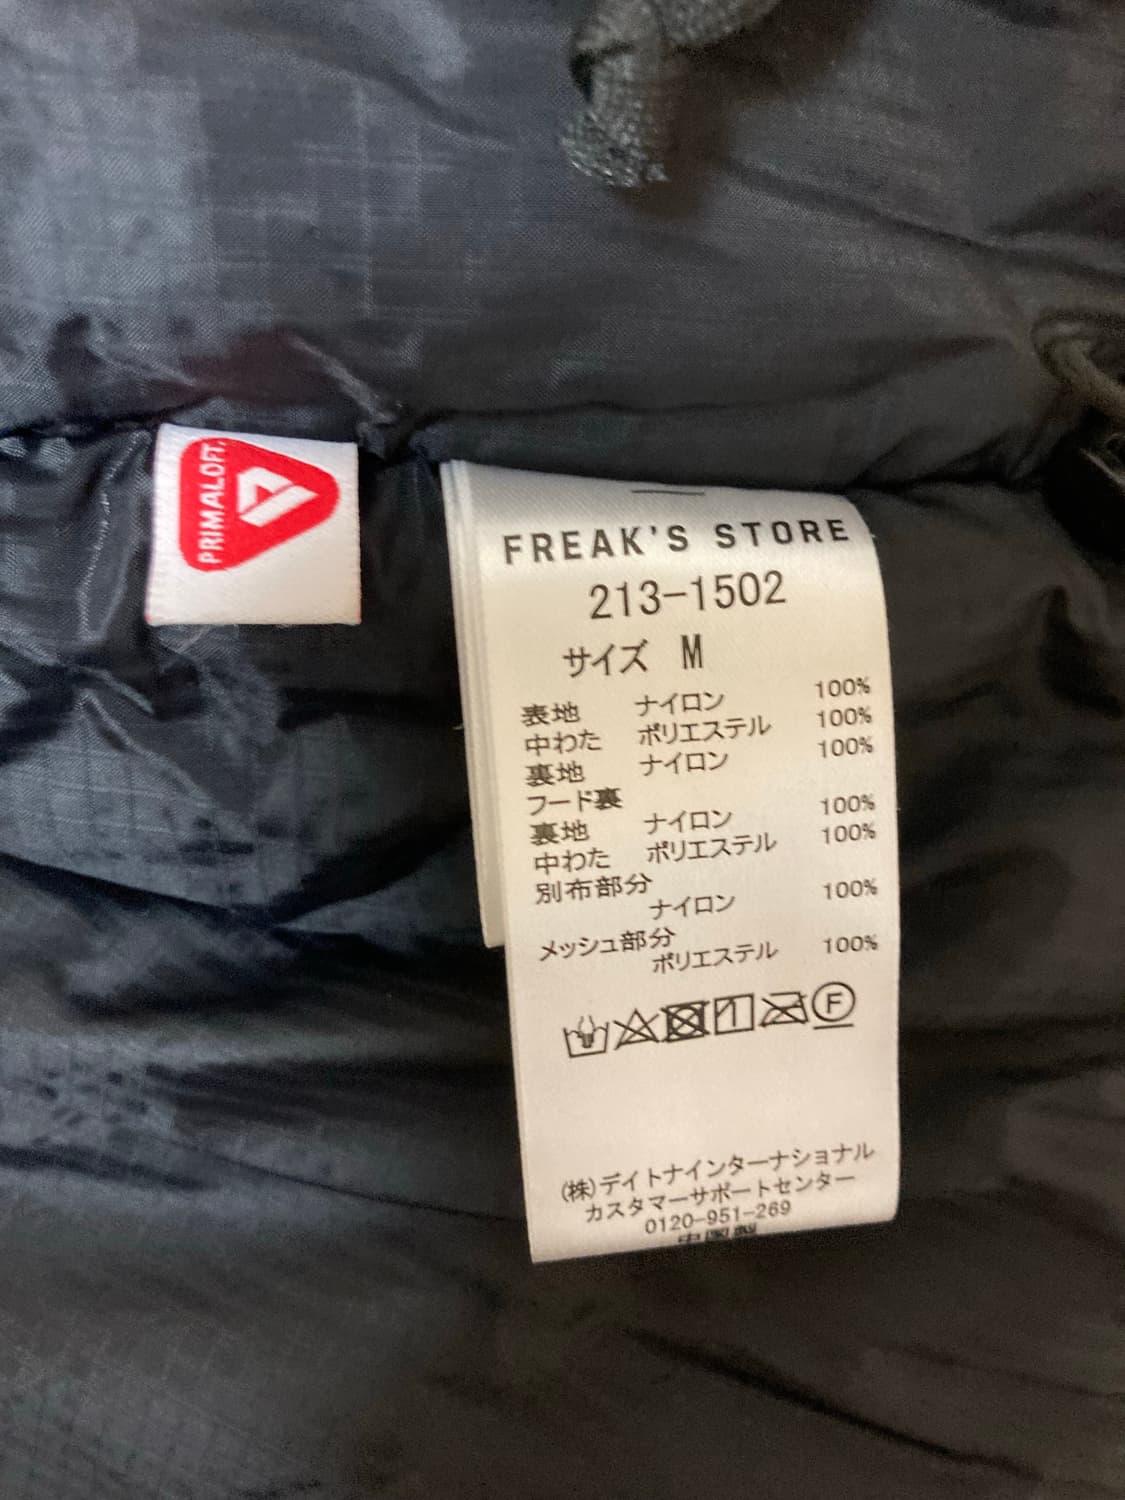 PRIMALOFT.
FREAK'S STORE
213-1502
サイズ M
表地 ナイロン 100%
中わた ポリエステル 100%
裏地 ナイロン 100%
フード裏
裏地 ナイロン 100%
中わた ポリエステル 100%
別布部分
ナイロン 100%
メッシュ部分
ポリエステル 100%
F
(株)デイトナインターナショナル
カスタマーサポートセンター
0120-951-269
中国製